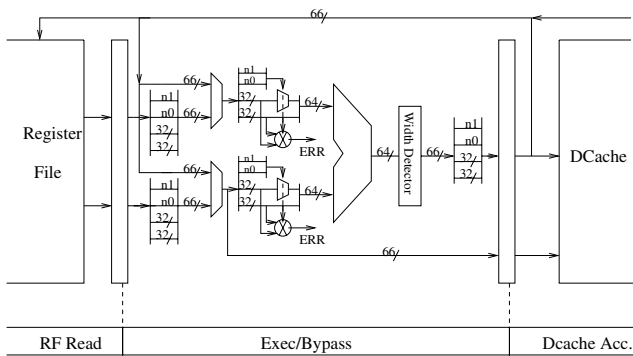 66
n1
n0
32
32
66
66
n1
n0
32
32
64
ERR
Register
File
n1
n0
32
32
66
66
n1
n0
32
32
64
ERR
64
Width Detector
66
n1
n0
32
32
DCache
66
RF Read
Exec/Bypass
Dcache Acc.